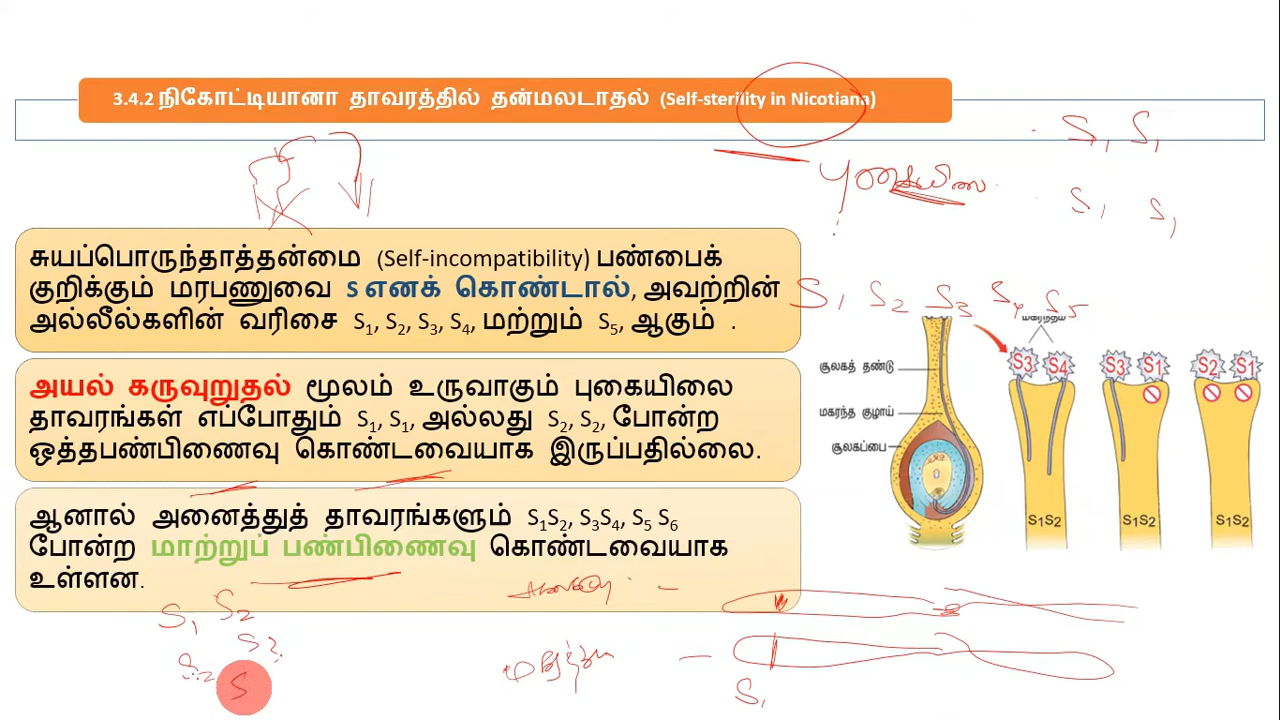 3.4.2 நிகோட்டியானா தாவரத்தில் தன்மலடாதல் (Self-sterility in Nicotiana)
S₁ S₁
புகையிலை
S₁ S₁
சுயப்பொருந்தாத்தன்மை (Self-incompatibility) பண்பைக்
குறிக்கும் மரபணுவை S எனக் கொண்டால், அவற்றின்
அல்லீல்களின் வரிசை S₁, S₂, S₃, S₄, மற்றும் S₅, ஆகும் .
S₁ S₂ S₃ S₄ S₅
அயல் கருவுறுதல் மூலம் உருவாகும் புகையிலை
தாவரங்கள் எப்போதும் S₁, S₁, அல்லது S₂, S₂, போன்ற
ஒத்தபண்பிணைவு கொண்டவையாக இருப்பதில்லை.
ஆனால் அனைத்துத் தாவரங்களும் S₁S₂, S₃S₄, S₅ S₆
போன்ற மாற்றுப் பண்பிணைவு கொண்டவையாக
உள்ளன.
சூலகத் தண்டு
மகரந்த குழாய்
சூலகப்பை
S3 S4 S3 S1 S2 S1
S1S2 S1S2 S1S2
S₁ S₂
S₂
S
S₁